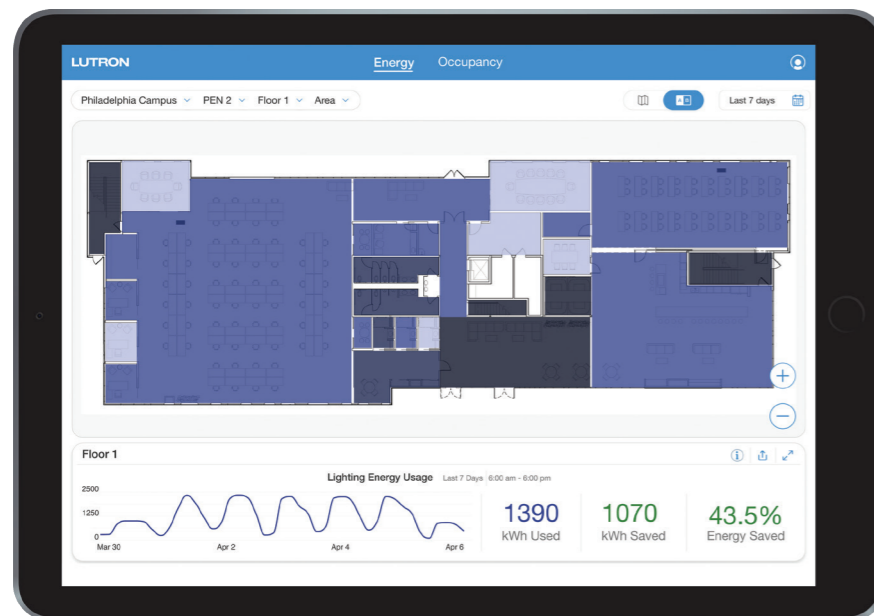 LUTRON
Energy Occupancy
Philadelphia Campus PEN 2 Floor 1 Area
Last 7 days
Floor 1
Lighting Energy Usage Last 7 Days 6:00 am - 6:00 pm
2500
1250
0
Mar 30 Apr 2 Apr 4 Apr 6
1390
kWh Used
1070
kWh Saved
43.5%
Energy Saved